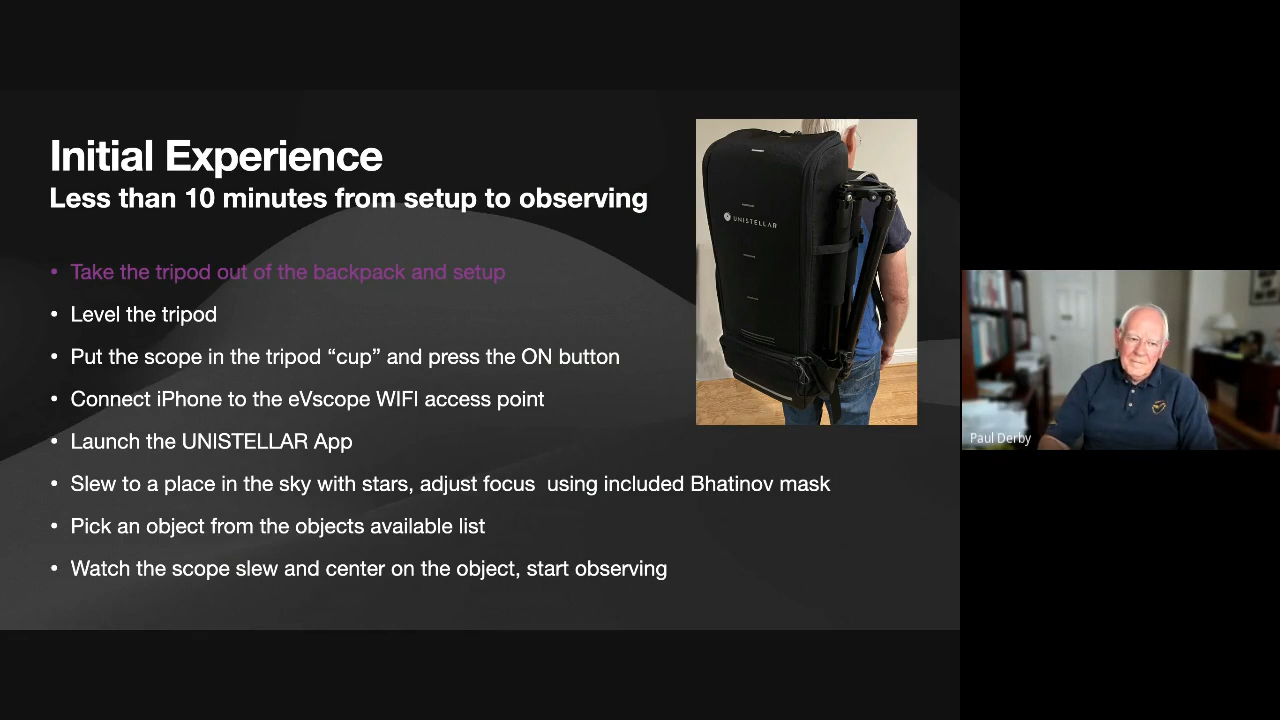 Initial Experience
Less than 10 minutes from setup to observing
• Take the tripod out of the backpack and setup
• Level the tripod
• Put the scope in the tripod “cup” and press the ON button
• Connect iPhone to the eVscope WIFI access point
• Launch the UNISTELLAR App
• Slew to a place in the sky with stars, adjust focus  using included Bhatinov mask
• Pick an object from the objects available list
• Watch the scope slew and center on the object, start observing
UNISTELLAR
Paul Derby